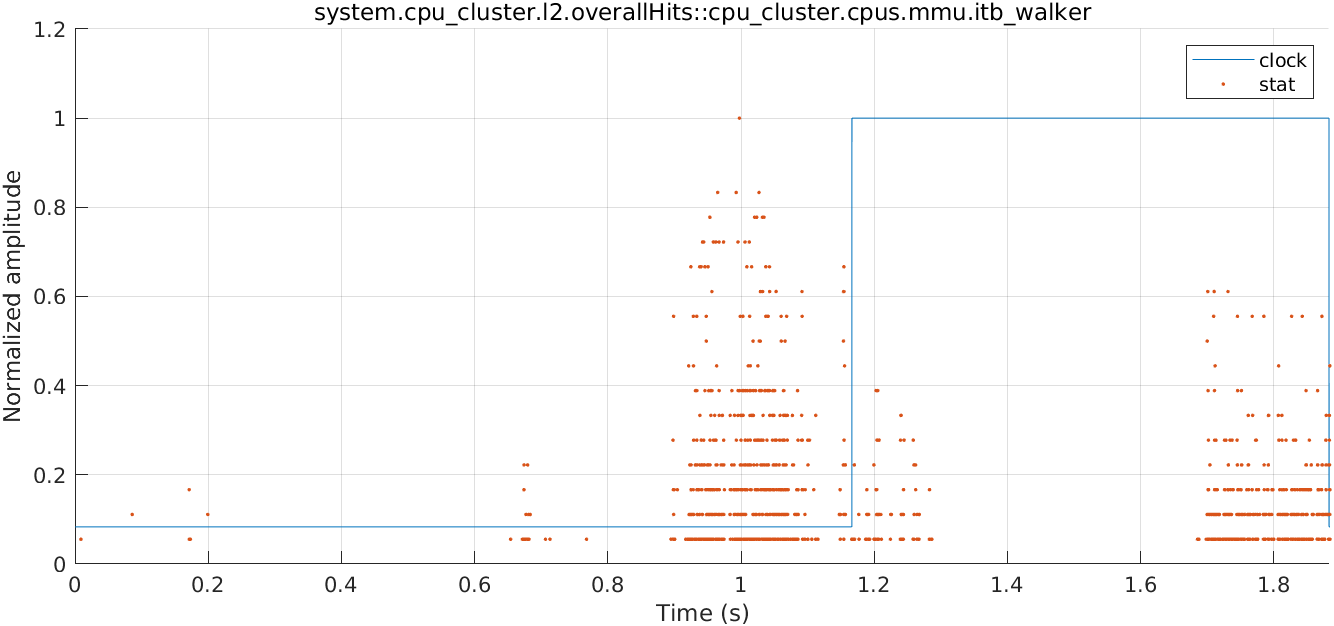 system.cpu_cluster.l2.overallHits::cpu_cluster.cpus.mmu.itb_walker
1.2
1
0.8
0.6
0.4
0.2
0
Normalized amplitude
clock
stat
0 0.2 0.4 0.6 0.8 1 1.2 1.4 1.6 1.8
Time (s)